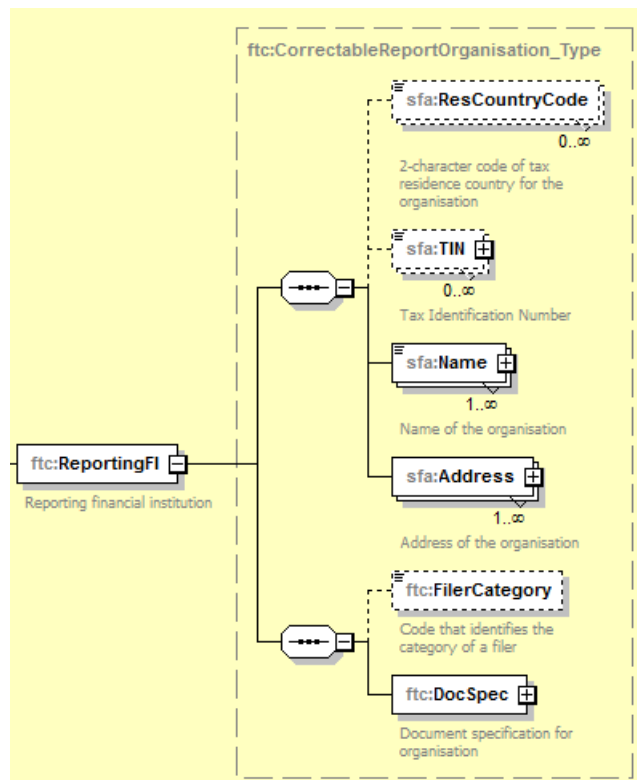 ftc:CorrectableReportOrganisation_Type
sfa:ResCountryCode
0..∞
2-character code of tax
residence country for the
organisation
sfa:TIN
0..∞
Tax Identification Number
sfa:Name
1..∞
Name of the organisation
ftc:ReportingFI
Reporting financial institution
sfa:Address
1..∞
Address of the organisation
ftc:FilerCategory
Code that identifies the
category of a filer
ftc:DocSpec
Document specification for
organisation